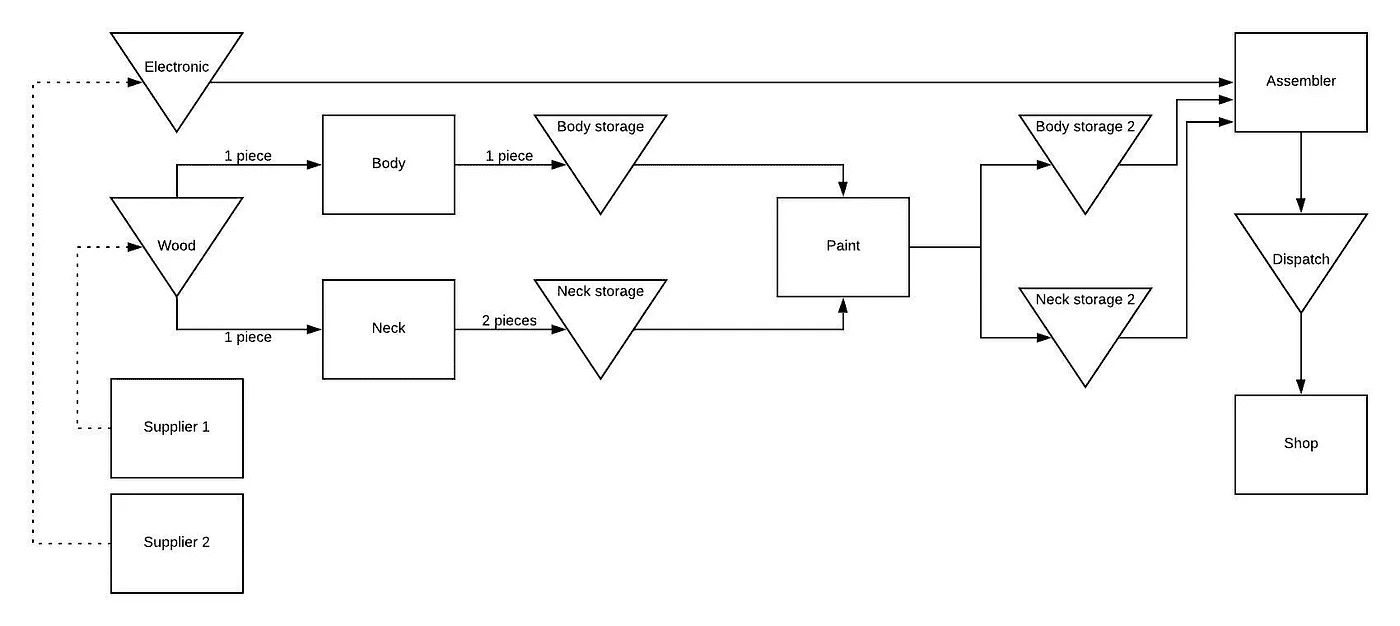 Electronic
Assembler
1 piece
Body
1 piece
Body storage
Body storage 2
Wood
Paint
Dispatch
1 piece
Neck
2 pieces
Neck storage
Neck storage 2
Supplier 1
Shop
Supplier 2